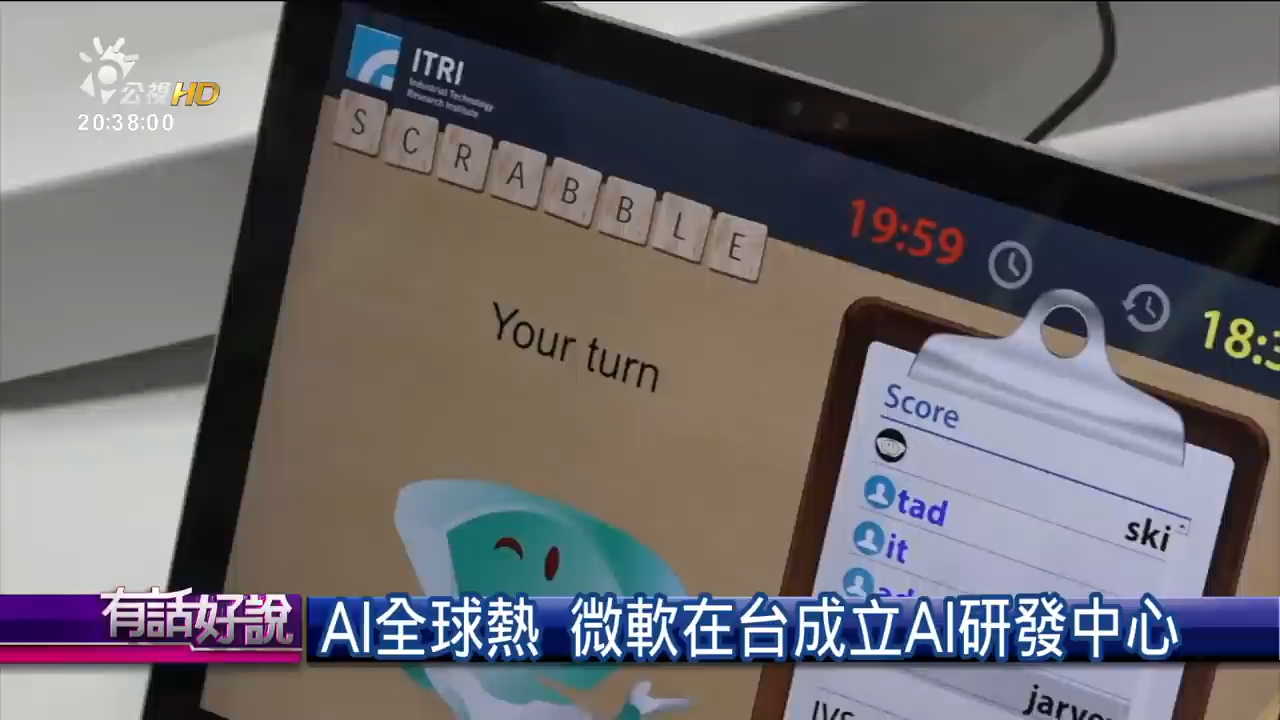 公視HD
20:38:00
ITRI
Industrial Technology
Research Institute
SCRABBLE
19:59
18:3
Your turn
Score
tad
ski
it
有話好說
AI全球熱 微軟在台成立AI研發中心